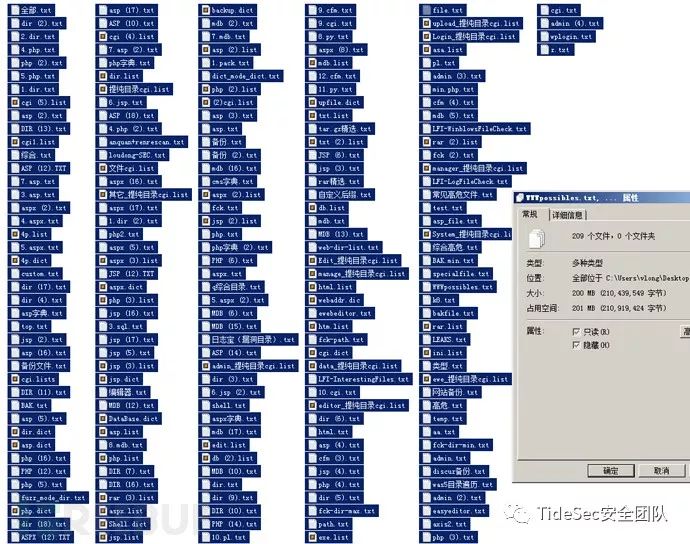 全部.txt
dir (2).txt
2.dir.txt
4.php.txt
php (2).txt
5.php.txt
1.dir.txt
cgi (5).list
asp (2).txt
DIR (13).txt
cgi1.list
综合.txt
ASP (12).TXT
7.asp.txt
3.asp.txt
aspx (2).txt
4.aspx.txt
4p.list
5.aspx.txt
4p.dict
custom.txt
dir (17).txt
dir (4).txt
asp字典.txt
top.txt
jsp (2).txt
asp (16).txt
备份文件.txt
cgi.lists
DIR (11).txt
BAK.txt
asp (5).txt
dir.dict
asp.dict
php (16).txt
PHP (12).txt
php (5).txt
fuzz_mode_dir.txt
php.dict
dir (18).txt
ASPX (12).TXT
asp (17).txt
ASP (10).txt
cgi (4).list
7.asp (2).txt
php字典.txt
dir.list
提纯目录cgi.list
6.jsp.txt
ASP (18).txt
4.php (2).txt
anquan+renrescan.txt
loudong-SEC.txt
文件cgi.list
aspx (16).txt
其它_提纯目录cgi.list
aspx (17).txt
1.dir (2).txt
php2.txt
php (17).txt
asp (5).txt
aspx (3).list
JSP (12).TXT
aspx.dict
php (3).list
jsp (17).txt
3.sql.txt
jsp (5).txt
jsp (3).list
jsp.dict
编辑器.txt
MDB (12).txt
DataBase.dict
asp.list
8.mdb.txt
php.list
DIR (7).txt
DIR (16).txt
rar (3).list
jsp.list
Shell.dict
aspx.list
backup.dict
mdb (2).txt
7.mdb.txt
asp (2).list
1.pack.txt
dict_mode_dict.txt
php (2).list
(2)cgi.list
asp (3).txt
asp.txt
备份.txt
备份 (2).txt
mdb (16).txt
cms字典.txt
aspx (2).list
fck.txt
jsp (2).list
php.txt
php字典 (2).txt
PHP (6).txt
aspx.txt
q综合目录.txt
5.aspx (2).txt
MDB (6).txt
MDB (15).txt
日志宝（漏洞目录）.txt
ASP (14).txt
admin_提纯目录cgi.list
dir (3).txt
6.jsp (2).txt
shell.txt
aspx字典.txt
mdb (17).txt
edit.list
db (2).list
MDB (10).txt
dir.txt
dir (9).txt
DIR (10).txt
PHP (14).txt
10.pl.txt
9.cfm.txt
9.cgi.txt
8.py.txt
aspx (8).txt
mdb.list
12.cfm.txt
11.py.txt
upfile.dict
txt.list
tar.gz精选.txt
JSP (6).txt
jsp (3).txt
rar精选.txt
自定义后缀.txt
db.list
mdb.txt
MDB (13).txt
web-dir-list.txt
Edit_提纯目录cgi.list
manage_提纯目录cgi.list
html.list
webaddr.dic
ewebeditor.txt
htm.list
fck-path.txt
cgi.dict
data_提纯目录cgi.list
LFI-InterestingFiles.txt
10.cgi.txt
editor_提纯目录cgi.list
dir (6).txt
html.txt
asp (4).txt
cfm (3).txt
jsp (4).txt
php (4).txt
dir (5).txt
fck-dir-max.txt
path.txt
exe.list
file.txt
upload_提纯目录cgi.list
Login_提纯目录cgi.list
asa.list
pl.txt
admin (3).txt
min.php.txt
cfm (4).txt
mdb (5).txt
LFI-WinblowsFileCheck.txt
rar (2).list
txt (2).list
fck (2).txt
manager_提纯目录cgi.list
LFI-LogFileCheck.txt
常见高危文件.txt
test.txt
asp_file.txt
System_提纯目录cgi.list
综合高危.txt
BAK.min.txt
specialfile.txt
WWWpossibles.txt
k8.txt
bakfile.txt
rar.list
LEAKS.txt
ini.list
类型.txt
ewe_提纯目录cgi.list
网站备份.txt
高危.txt
temp.txt
aa.txt
fck-dir-min.txt
admin.txt
discuz备份.txt
was5目录遍历.txt
admin (2).txt
easyeditor.txt
axis2.txt
php (3).txt
cgi.txt
admin (4).txt
wplogin.txt
z.txt
WWWpossibles.txt, ... 属性
常规
详细信息
209 个文件，0 个文件夹
类型:
多种类型
位置:
全部位于 C:\Users\vlong\Desktop
大小:
200 MB (210,439,549 字节)
占用空间:
201 MB (210,919,424 字节)
属性:
只读(R)
隐藏(H)
确定
取消
TideSec安全团队